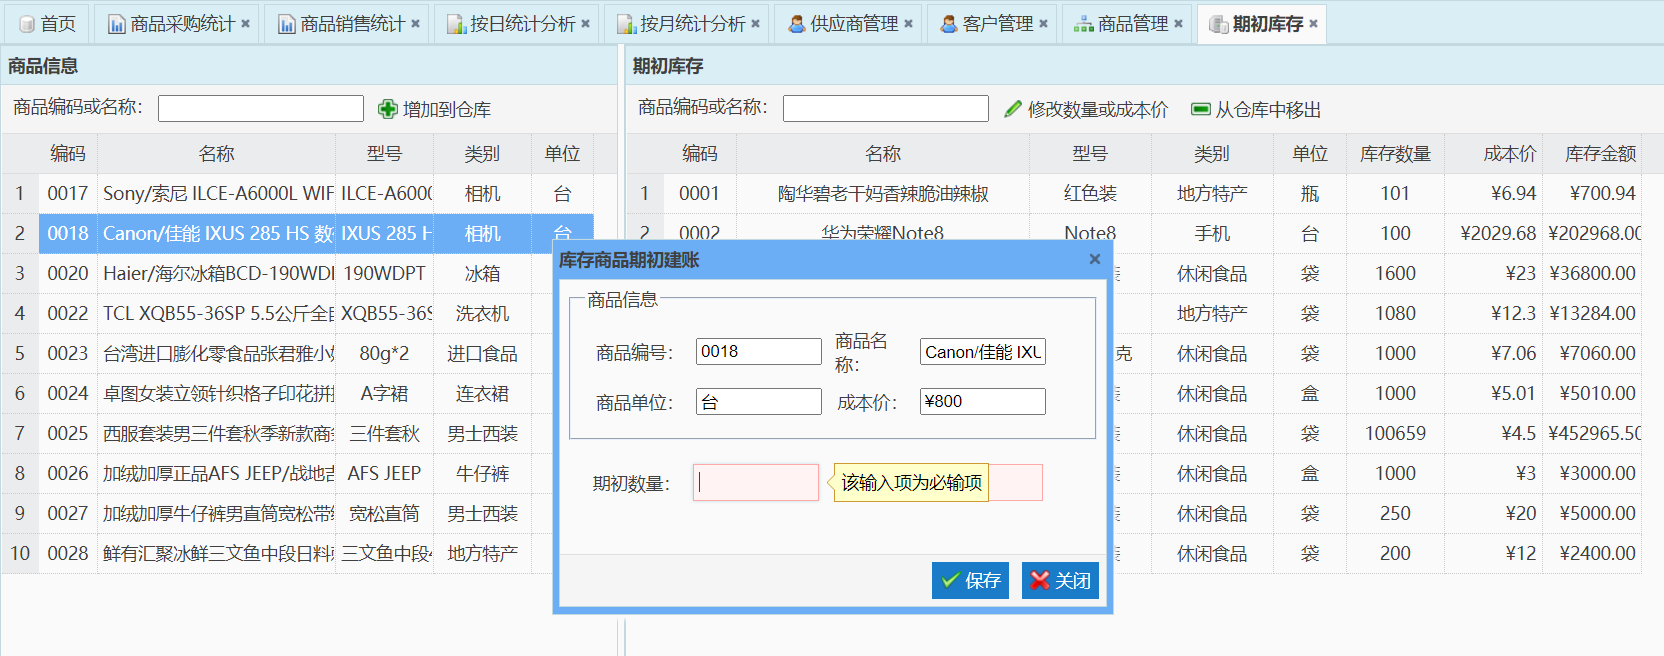 首页 商品采购统计 商品销售统计 按日统计分析 按月统计分析 供应商管理 客户管理 商品管理 期初库存
商品信息
商品编码或名称： 增加到仓库
编码 名称 型号 类别 单位
1 0017 Sony/索尼 ILCE-A6000L WIF ILCE-A600 相机 台
2 0018 Canon/佳能 IXUS 285 HS 数 IXUS 285 H 相机 台
3 0020 Haier/海尔冰箱BCD-190WD 190WDPT 冰箱
4 0022 TCL XQB55-36SP 5.5公斤全 XQB55-36S 洗衣机
5 0023 台湾进口膨化零食品张君雅小 80g*2 进口食品
6 0024 卓图女装立领针织格子印花拼 A字裙 连衣裙
7 0025 西服套装男三件套秋季新款商 三件套秋 男士西装
8 0026 加绒加厚正品AFS JEEP/战地吉 AFS JEEP 牛仔裤
9 0027 加绒加厚牛仔裤男直筒宽松带 宽松直筒 男士西装
10 0028 鲜有汇聚冰鲜三文鱼中段日料 三文鱼中段 地方特产
期初库存
商品编码或名称： 修改数量或成本价 从仓库中移出
编码 名称 型号 类别 单位 库存数量 成本价 库存金额
1 0001 陶华碧老干妈香辣脆油辣椒 红色装 地方特产 瓶 101 ¥6.94 ¥700.94
2 0002 华为荣耀Note8 Note8 手机 台 100 ¥2029.68 ¥202968.00
休闲食品 袋 1600 ¥23 ¥36800.00
地方特产 袋 1080 ¥12.3 ¥13284.00
克 休闲食品 袋 1000 ¥7.06 ¥7060.00
休闲食品 盒 1000 ¥5.01 ¥5010.00
休闲食品 袋 100659 ¥4.5 ¥452965.50
休闲食品 盒 1000 ¥3 ¥3000.00
休闲食品 袋 250 ¥20 ¥5000.00
休闲食品 袋 200 ¥12 ¥2400.00
库存商品期初建账
商品信息
商品编号： 0018 商品名称： Canon/佳能 IXU
商品单位： 台 成本价： ¥800
期初数量： 该输入项为必输项
保存 关闭